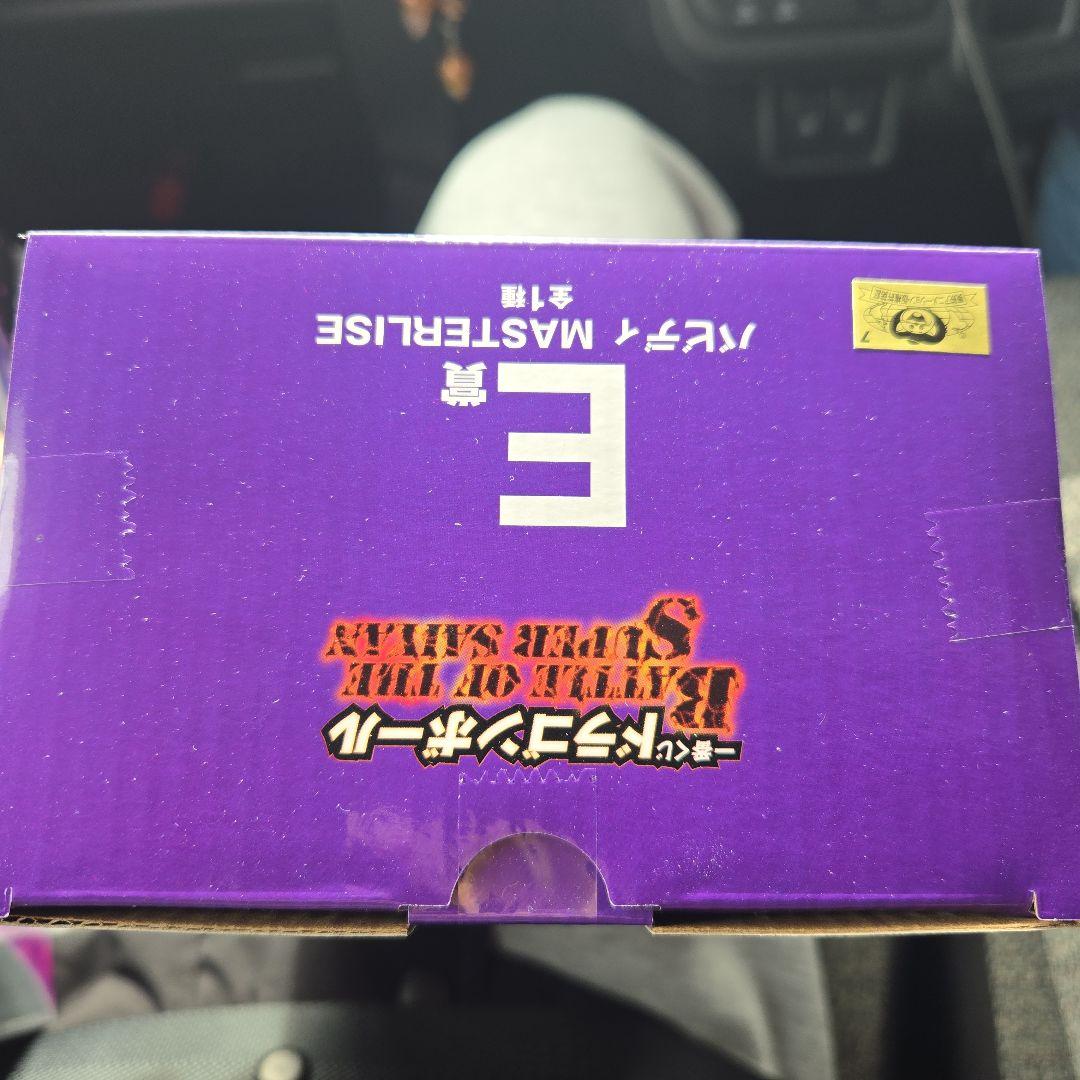 一番くじ ドラゴンボール
BATTLE OF THE
SUPER SAIYAN
E賞
バビディ MASTERLISE
全1種